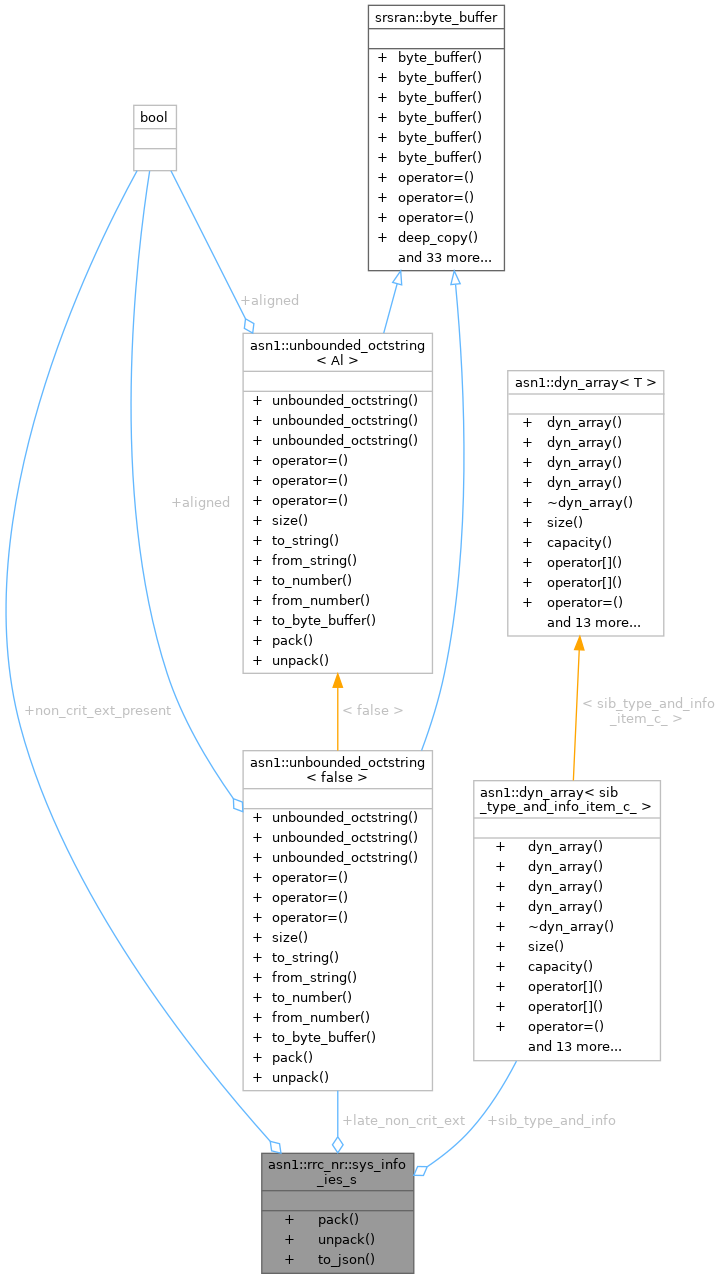 srsran::byte_buffer
+ byte_buffer()
+ byte_buffer()
+ byte_buffer()
+ byte_buffer()
+ byte_buffer()
+ byte_buffer()
+ operator=()
+ operator=()
+ operator=()
+ deep_copy()
and 33 more...
bool
+aligned
asn1::unbounded_octstring
< Al >
+ unbounded_octstring()
+ unbounded_octstring()
+ unbounded_octstring()
+ operator=()
+ operator=()
+ operator=()
+ size()
+ to_string()
+ from_string()
+ to_number()
+ from_number()
+ to_byte_buffer()
+ pack()
+ unpack()
asn1::dyn_array< T >
+ dyn_array()
+ dyn_array()
+ dyn_array()
+ dyn_array()
+ ~dyn_array()
+ size()
+ capacity()
+ operator[]()
+ operator[]()
+ operator=()
and 13 more...
+aligned
+non_crit_ext_present
< false >
< sib_type_and_info
_item_c_ >
asn1::unbounded_octstring
< false >
+ unbounded_octstring()
+ unbounded_octstring()
+ unbounded_octstring()
+ operator=()
+ operator=()
+ operator=()
+ size()
+ to_string()
+ from_string()
+ to_number()
+ from_number()
+ to_byte_buffer()
+ pack()
+ unpack()
asn1::dyn_array< sib
_type_and_info_item_c_ >
+ dyn_array()
+ dyn_array()
+ dyn_array()
+ dyn_array()
+ ~dyn_array()
+ size()
+ capacity()
+ operator[]()
+ operator[]()
+ operator=()
and 13 more...
+late_non_crit_ext
+sib_type_and_info
asn1::rrc_nr::sys_info
_ies_s
+ pack()
+ unpack()
+ to_json()